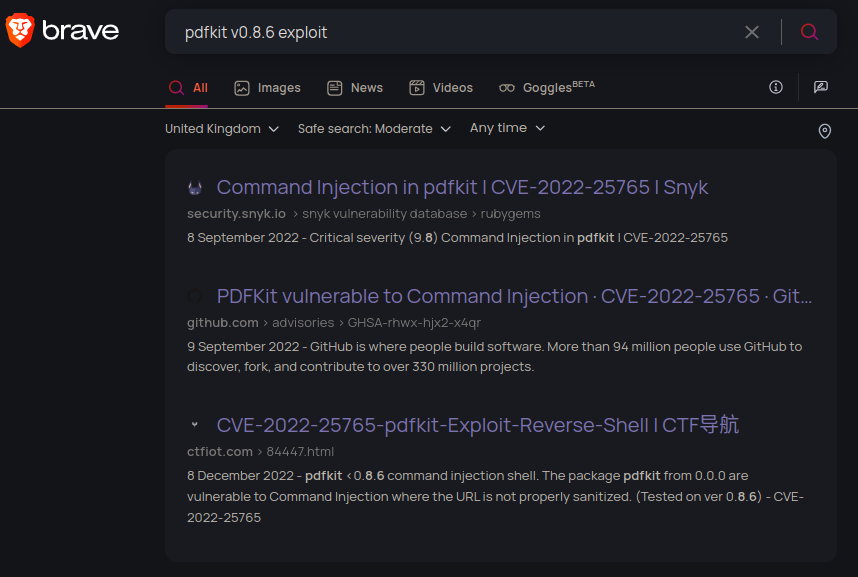 brave
pdfkit v0.8.6 exploit
All Images News Videos Goggles BETA
United Kingdom Safe search: Moderate Any time
Command Injection in pdfkit | CVE-2022-25765 | Snyk
security.snyk.io › snyk vulnerability database › rubygems
8 September 2022 - Critical severity (9.8) Command Injection in pdfkit | CVE-2022-25765
PDFKit vulnerable to Command Injection · CVE-2022-25765 · Git...
github.com › advisories › GHSA-rhwx-hjx2-x4qr
9 September 2022 - GitHub is where people build software. More than 94 million people use GitHub to
discover, fork, and contribute to over 330 million projects.
CVE-2022-25765-pdfkit-Exploit-Reverse-Shell | CTF导航
ctfiot.com › 84447.html
8 December 2022 - pdfkit <0.8.6 command injection shell. The package pdfkit from 0.0.0 are
vulnerable to Command Injection where the URL is not properly sanitized. (Tested on ver 0.8.6) - CVE-
2022-25765